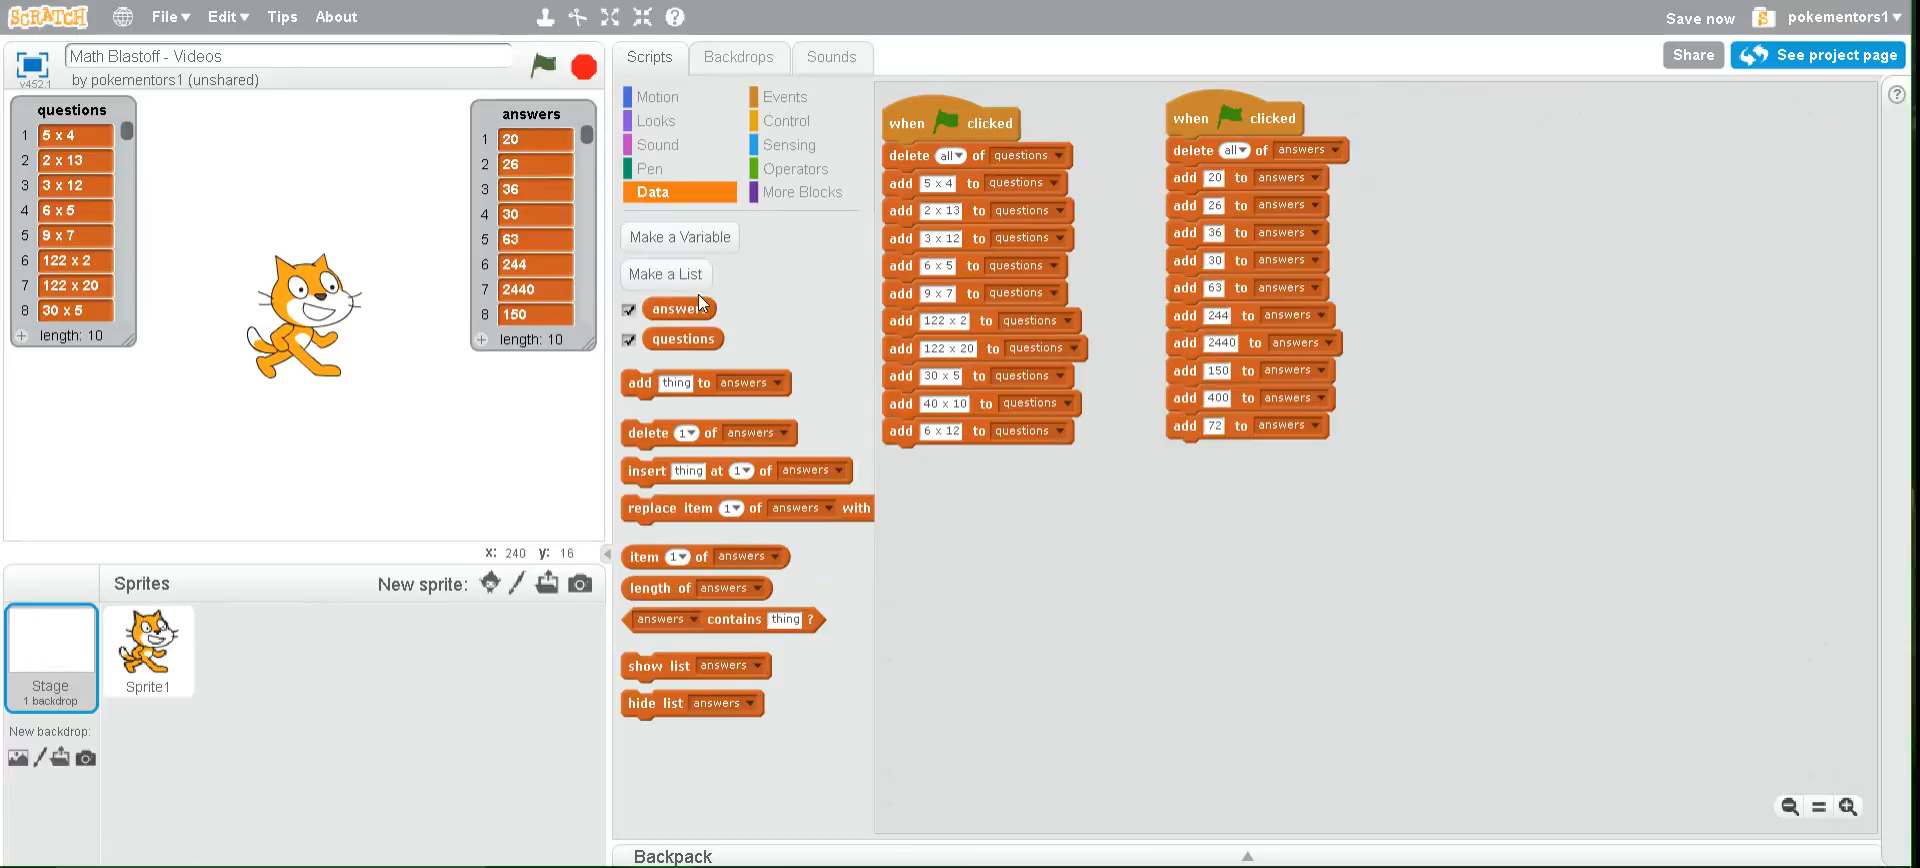 SCRATCH File Edit Tips About Save now pokementors1
v452.1
Math Blastoff - Videos
by pokementors1 (unshared)
Scripts Backdrops Sounds
Share See project page
questions
1 5 x 4
2 2 x 13
3 3 x 12
4 6 x 5
5 9 x 7
6 122 x 2
7 122 x 20
8 30 x 5
+ length: 10
answers
1 20
2 26
3 36
4 30
5 63
6 244
7 2440
8 150
+ length: 10
x: 240 y: 16
Sprites New sprite:
Stage
1 backdrop
New backdrop:
Sprite1
Motion Events
Looks Control
Sound Sensing
Pen Operators
Data More Blocks
Make a Variable
Make a List
answers
questions
add thing to answers
delete 1 of answers
insert thing at 1 of answers
replace item 1 of answers with
item 1 of answers
length of answers
answers contains thing ?
show list answers
hide list answers
when clicked
delete all of questions
add 5 x 4 to questions
add 2 x 13 to questions
add 3 x 12 to questions
add 6 x 5 to questions
add 9 x 7 to questions
add 122 x 2 to questions
add 122 x 20 to questions
add 30 x 5 to questions
add 40 x 10 to questions
add 6 x 12 to questions
when clicked
delete all of answers
add 20 to answers
add 26 to answers
add 36 to answers
add 30 to answers
add 63 to answers
add 244 to answers
add 2440 to answers
add 150 to answers
add 400 to answers
add 72 to answers
Backpack